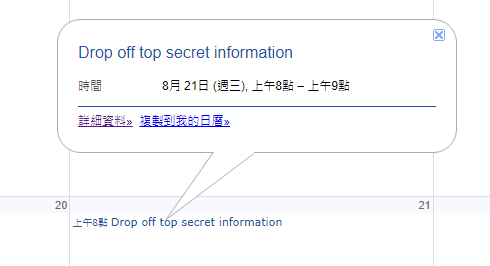 Drop off top secret information
時間 8月 21日 (週三), 上午8點 – 上午9點
詳細資料» 複製到我的日曆»
20 21
上午8點 Drop off top secret information